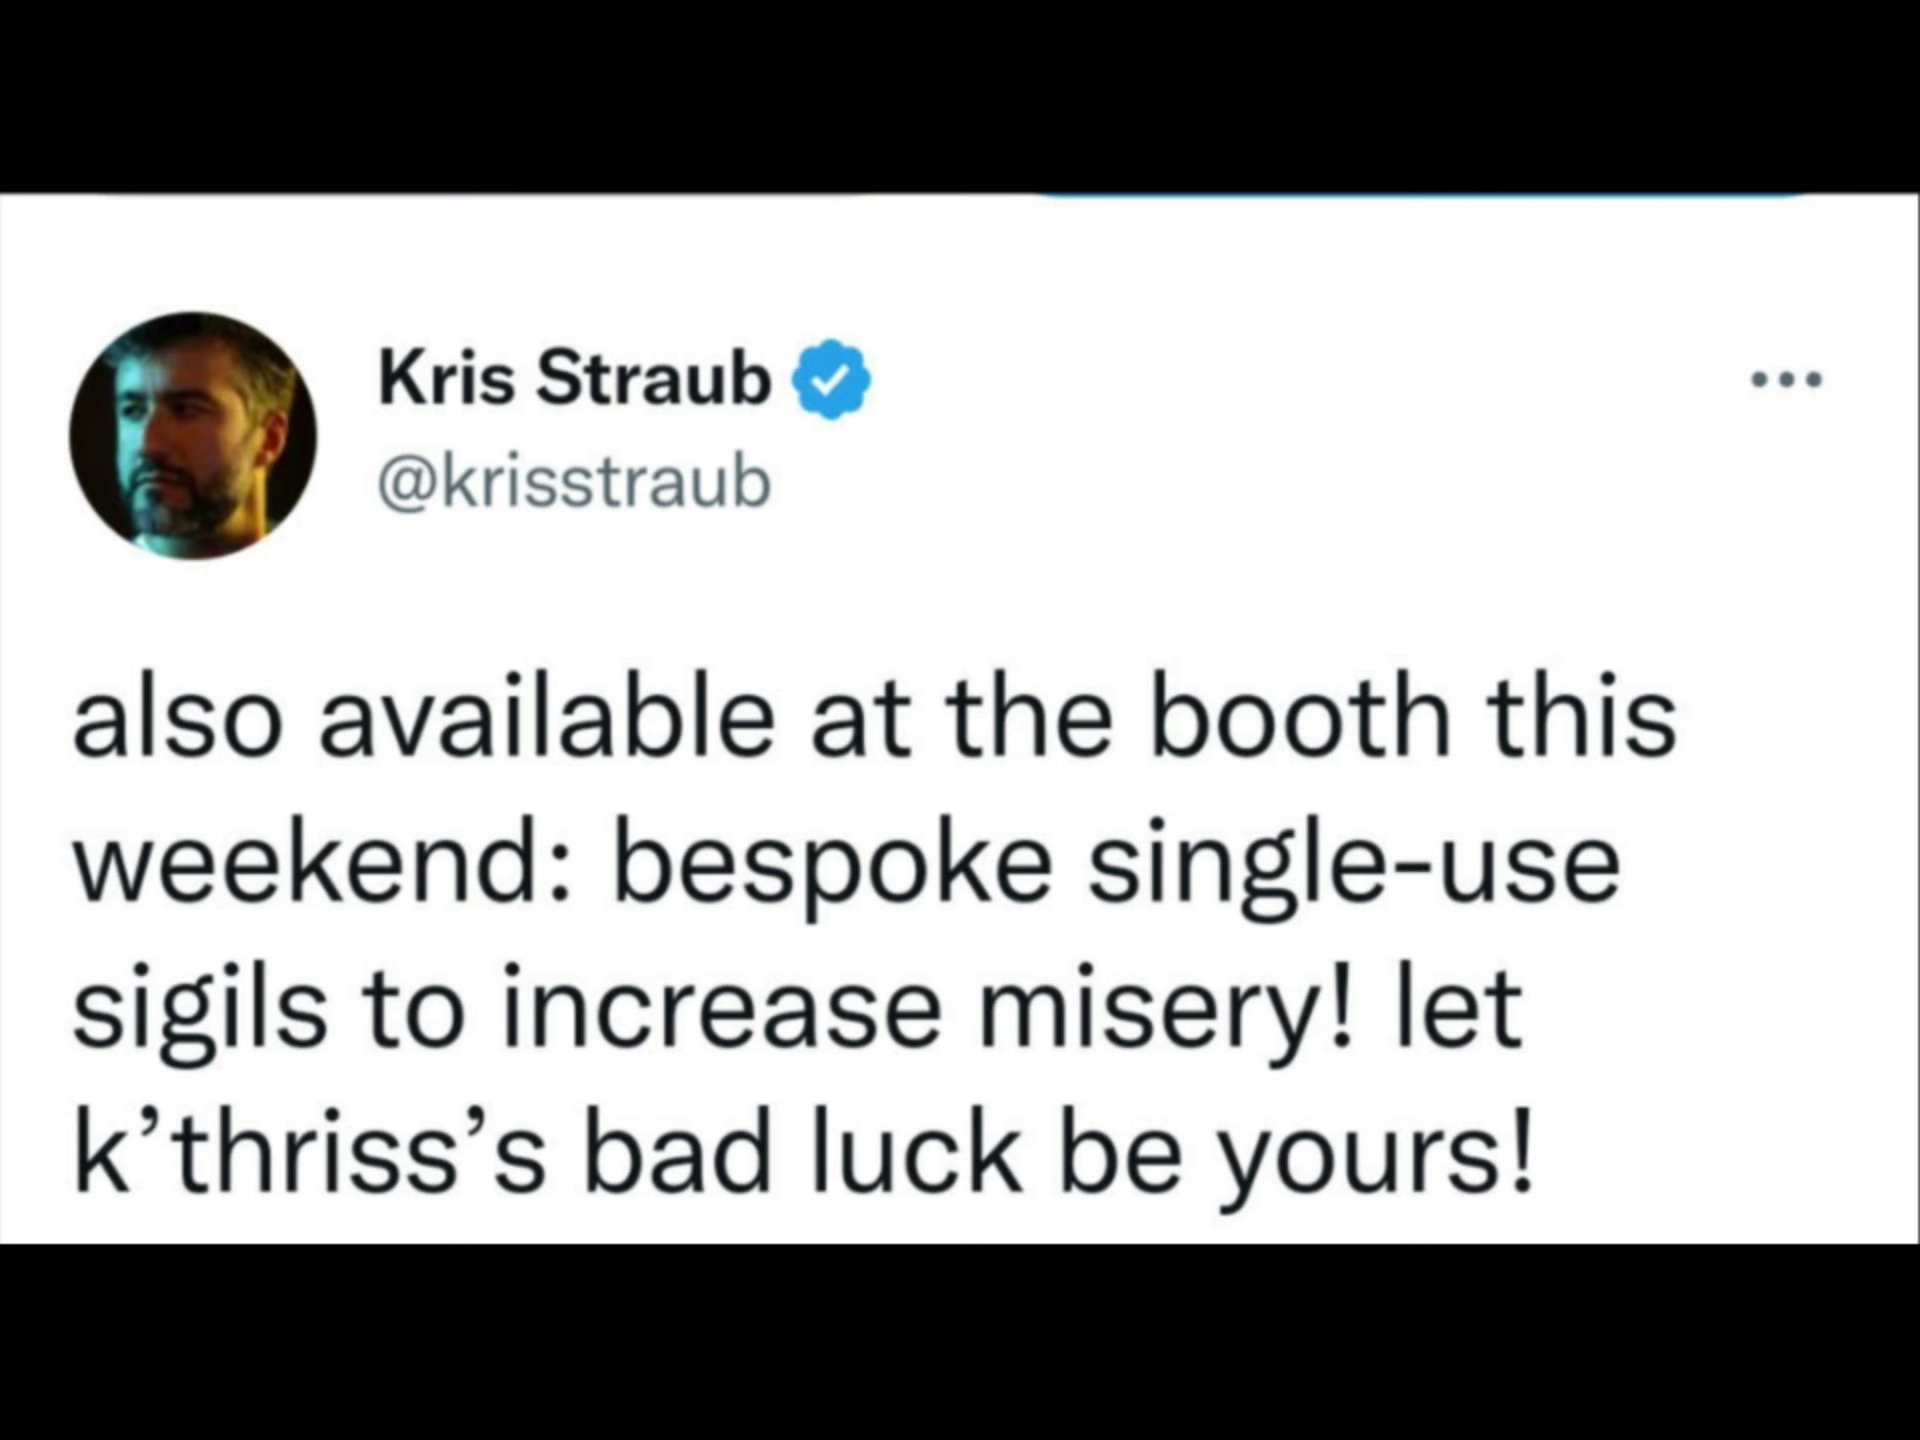 Kris Straub
@krisstraub
also available at the booth this
weekend: bespoke single-use
sigils to increase misery! let
k’thriss’s bad luck be yours!